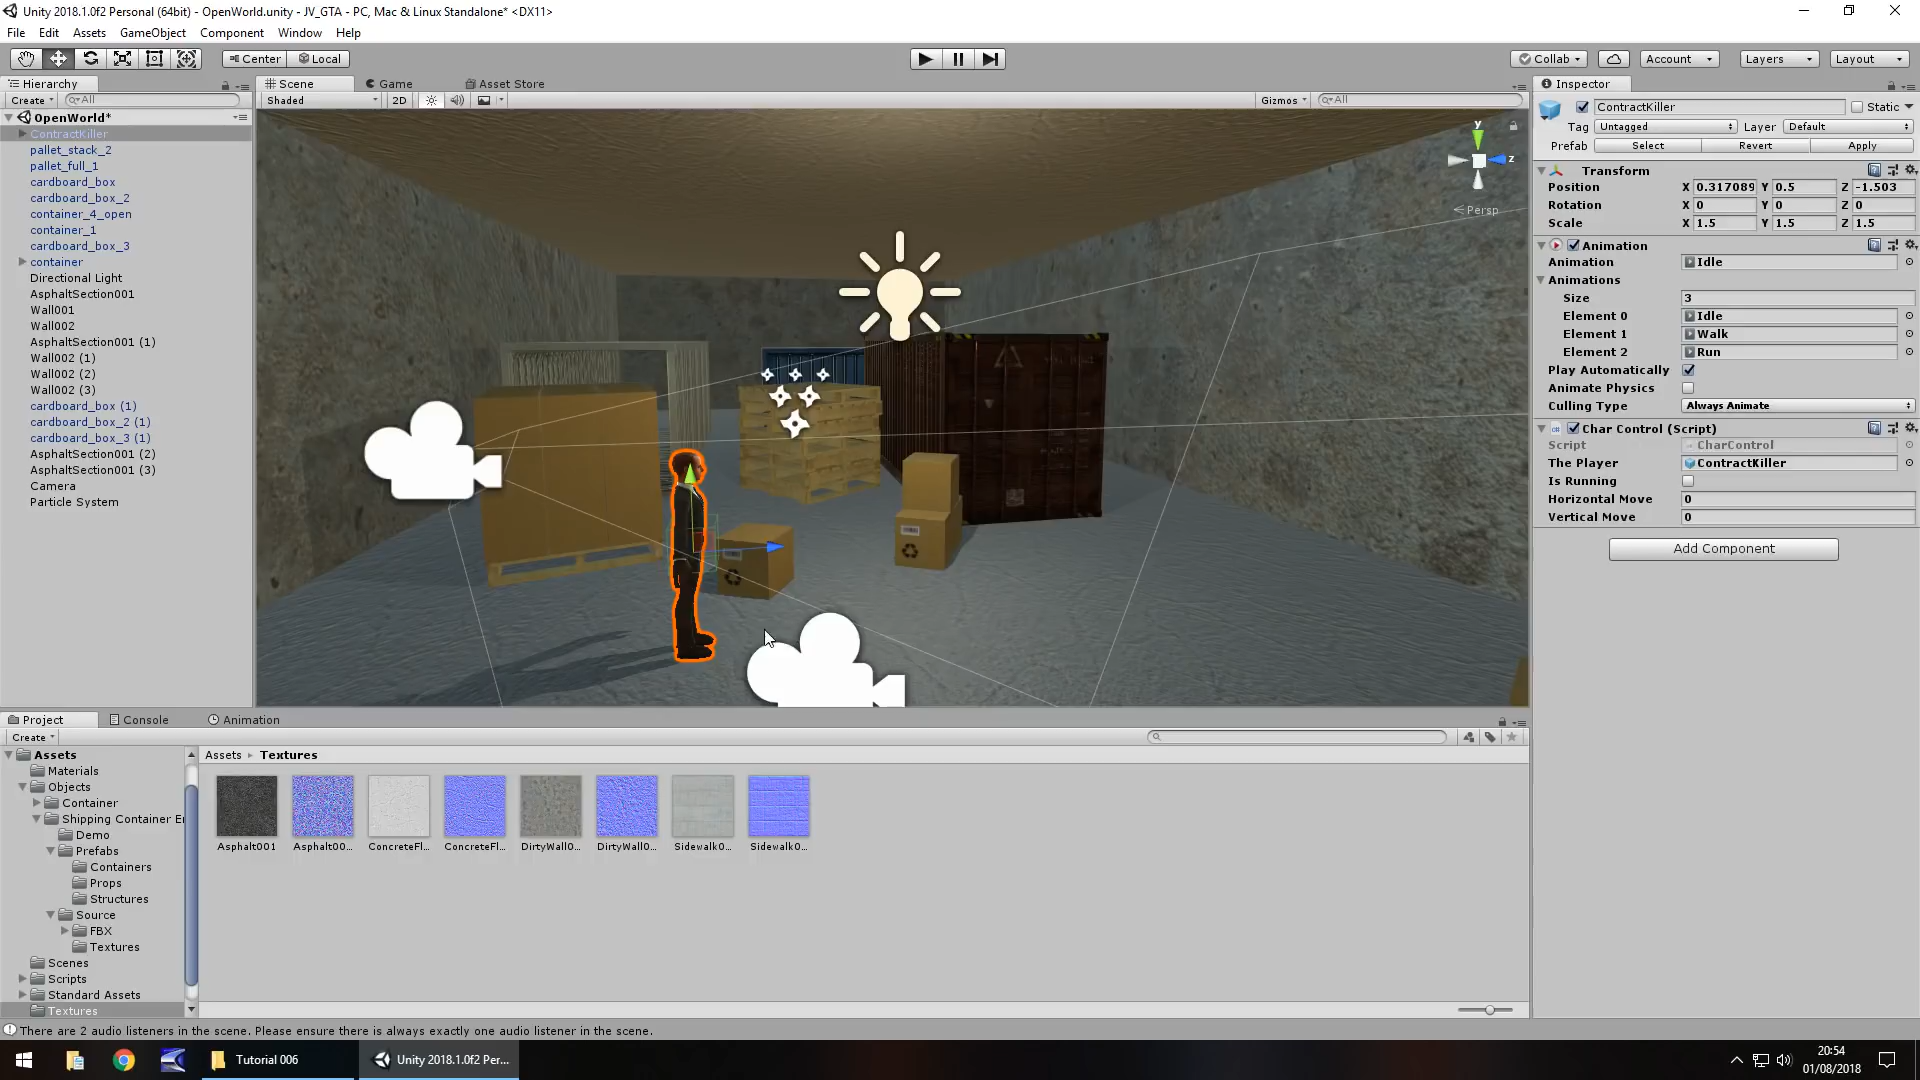 Unity 2018.1.0f2 Personal (64bit) - OpenWorld.unity - JV_GTA - PC, Mac & Linux Standalone* <DX11>
File Edit Assets GameObject Component Window Help
Center Local
Collab Account Layers Layout
Hierarchy
Create All
OpenWorld*
ContractKiller
pallet_stack_2
pallet_full_1
cardboard_box
cardboard_box_2
container_4_open
container_1
cardboard_box_3
container
Directional Light
AsphaltSection001
Wall001
Wall002
AsphaltSection001 (1)
Wall002 (1)
Wall002 (2)
Wall002 (3)
cardboard_box (1)
cardboard_box_2 (1)
cardboard_box_3 (1)
AsphaltSection001 (2)
AsphaltSection001 (3)
Camera
Particle System
Scene Game Asset Store
Shaded 2D Gizmos All
y
z
Persp
Inspector
ContractKiller Static
Tag Untagged Layer Default
Prefab Select Revert Apply
Transform
Position X 0.317089 Y 0.5 Z -1.503
Rotation X 0 Y 0 Z 0
Scale X 1.5 Y 1.5 Z 1.5
Animation
Animation Idle
Animations
Size 3
Element 0 Idle
Element 1 Walk
Element 2 Run
Play Automatically
Animate Physics
Culling Type Always Animate
Char Control (Script)
Script CharControl
The Player ContractKiller
Is Running
Horizontal Move 0
Vertical Move 0
Add Component
Project Console Animation
Create
Assets
Materials
Objects
Container
Shipping Container E
Demo
Prefabs
Containers
Props
Structures
Source
FBX
Textures
Scenes
Scripts
Standard Assets
Textures
Assets Textures
Asphalt001 Asphalt00... ConcreteFl... ConcreteFl... DirtyWall0... DirtyWall0... Sidewalk0... Sidewalk0...
There are 2 audio listeners in the scene. Please ensure there is always exactly one audio listener in the scene.
Tutorial 006
Unity 2018.1.0f2 Per...
20:54
01/08/2018